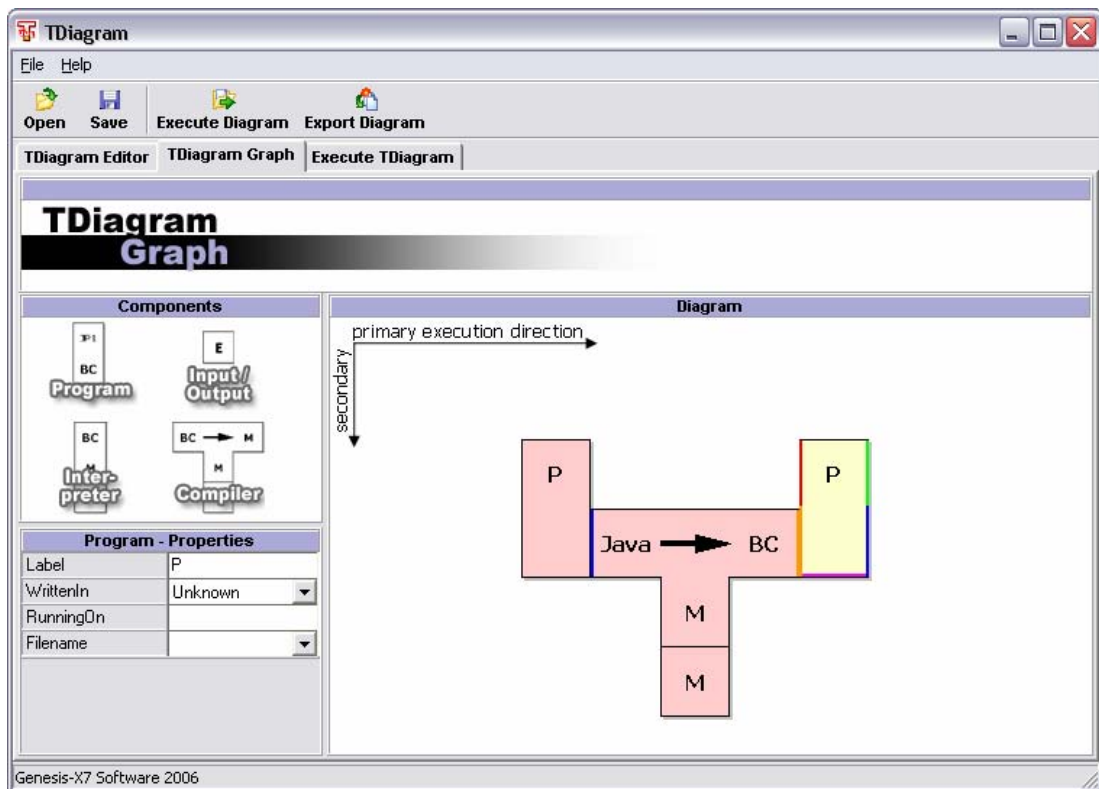 TDiagram
File Help
Open Save Execute Diagram Export Diagram
TDiagram Editor TDiagram Graph Execute TDiagram
TDiagram
Graph
Components
JP1
BC
Program
E
Input/
Output
BC
M
Inter-
preter
BC M
M
Compiler
Program - Properties
Label P
WrittenIn Unknown
RunningOn
Filename
Diagram
primary execution direction
secondary
P P
Java BC
M
M
Genesis-X7 Software 2006